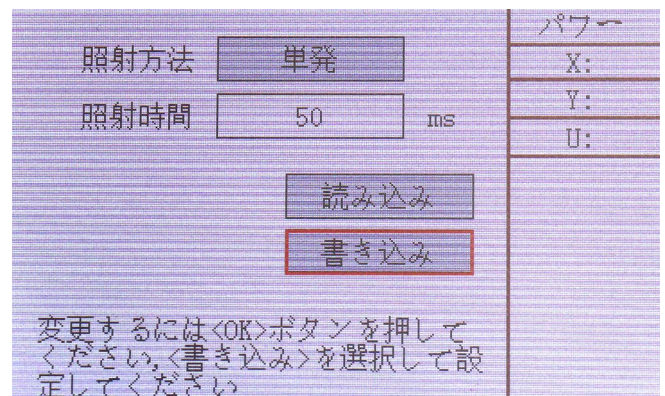 照射方法 単発
照射時間 50 ms
読み込み
書き込み
変更するには<OK>ボタンを押して
ください,<書き込み>を選択して設
定してください
パワー
X:
Y:
U: